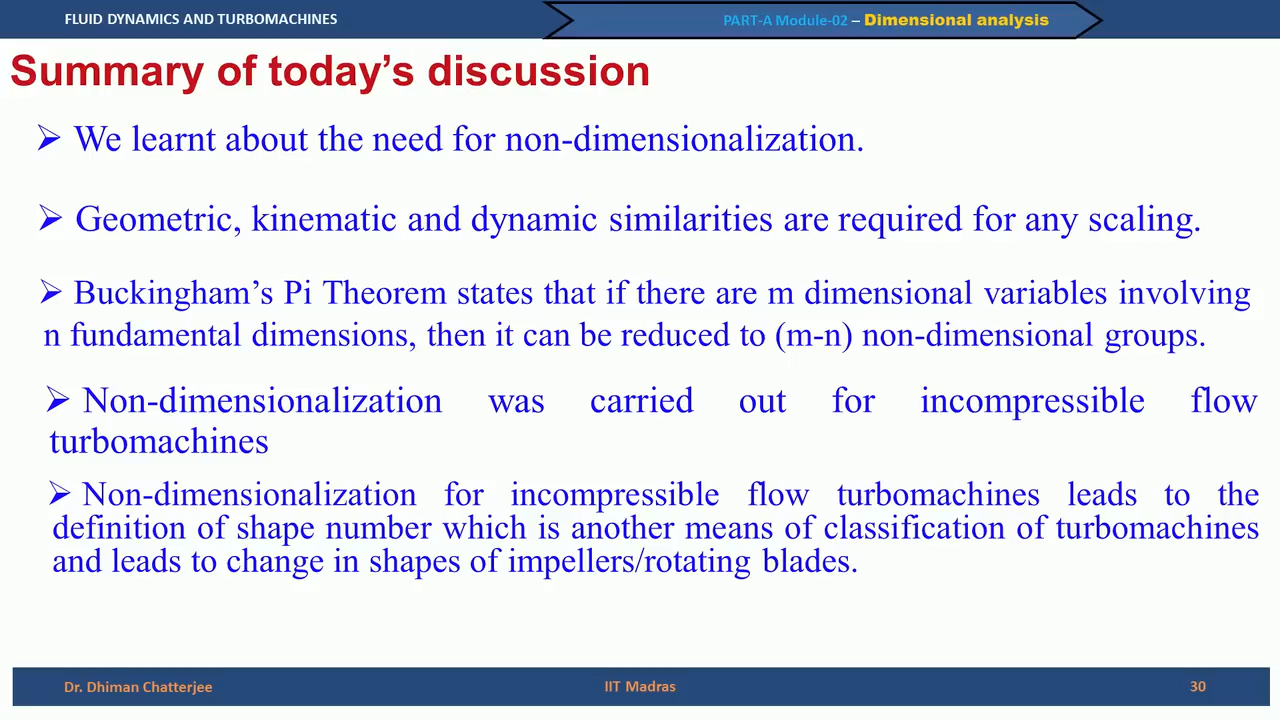 FLUID DYNAMICS AND TURBOMACHINES
PART-A Module-02 – Dimensional analysis
Summary of today’s discussion
➢ We learnt about the need for non-dimensionalization.
➢ Geometric, kinematic and dynamic similarities are required for any scaling.
➢ Buckingham’s Pi Theorem states that if there are m dimensional variables involving
n fundamental dimensions, then it can be reduced to (m-n) non-dimensional groups.
➢ Non-dimensionalization was carried out for incompressible flow
turbomachines
➢ Non-dimensionalization for incompressible flow turbomachines leads to the
definition of shape number which is another means of classification of turbomachines
and leads to change in shapes of impellers/rotating blades.
Dr. Dhiman Chatterjee
IIT Madras
30